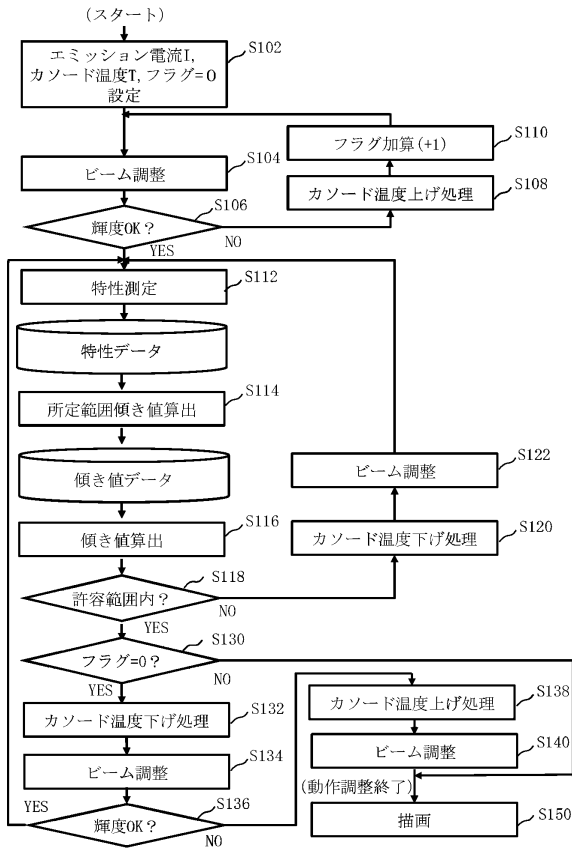 (スタート)
エミッション電流I,
カソード温度T,フラグ=0
設定
S102
フラグ加算(+1)
S110
ビーム調整
S104
カソード温度上げ処理
S108
輝度OK?
S106
NO
YES
特性測定
S112
特性データ
所定範囲傾き値算出
S114
傾き値データ
ビーム調整
S122
傾き値算出
S116
カソード温度下げ処理
S120
許容範囲内?
S118
NO
YES
フラグ=0?
S130
NO
YES
カソード温度下げ処理
S132
カソード温度上げ処理
S138
ビーム調整
S134
ビーム調整
S140
(動作調整終了)
YES
輝度OK?
S136
NO
描画
S150